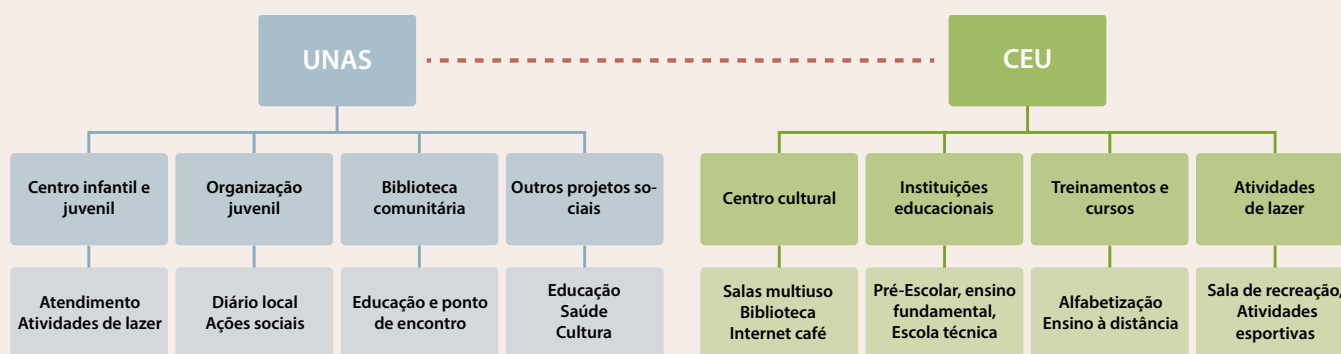 UNAS
CEU
Centro infantil e
juvenil
Organização
juvenil
Biblioteca
comunitária
Outros projetos so-
ciais
Centro cultural
Instituições
educacionais
Treinamentos e
cursos
Atividades
de lazer
Atendimento
Atividades de lazer
Diário local
Ações sociais
Educação e ponto
de encontro
Educação
Saúde
Cultura
Salas multiuso
Biblioteca
Internet café
Pré-Escolar, ensino
fundamental,
Escola técnica
Alfabetização
Ensino à distância
Sala de recreação,
Atividades
esportivas